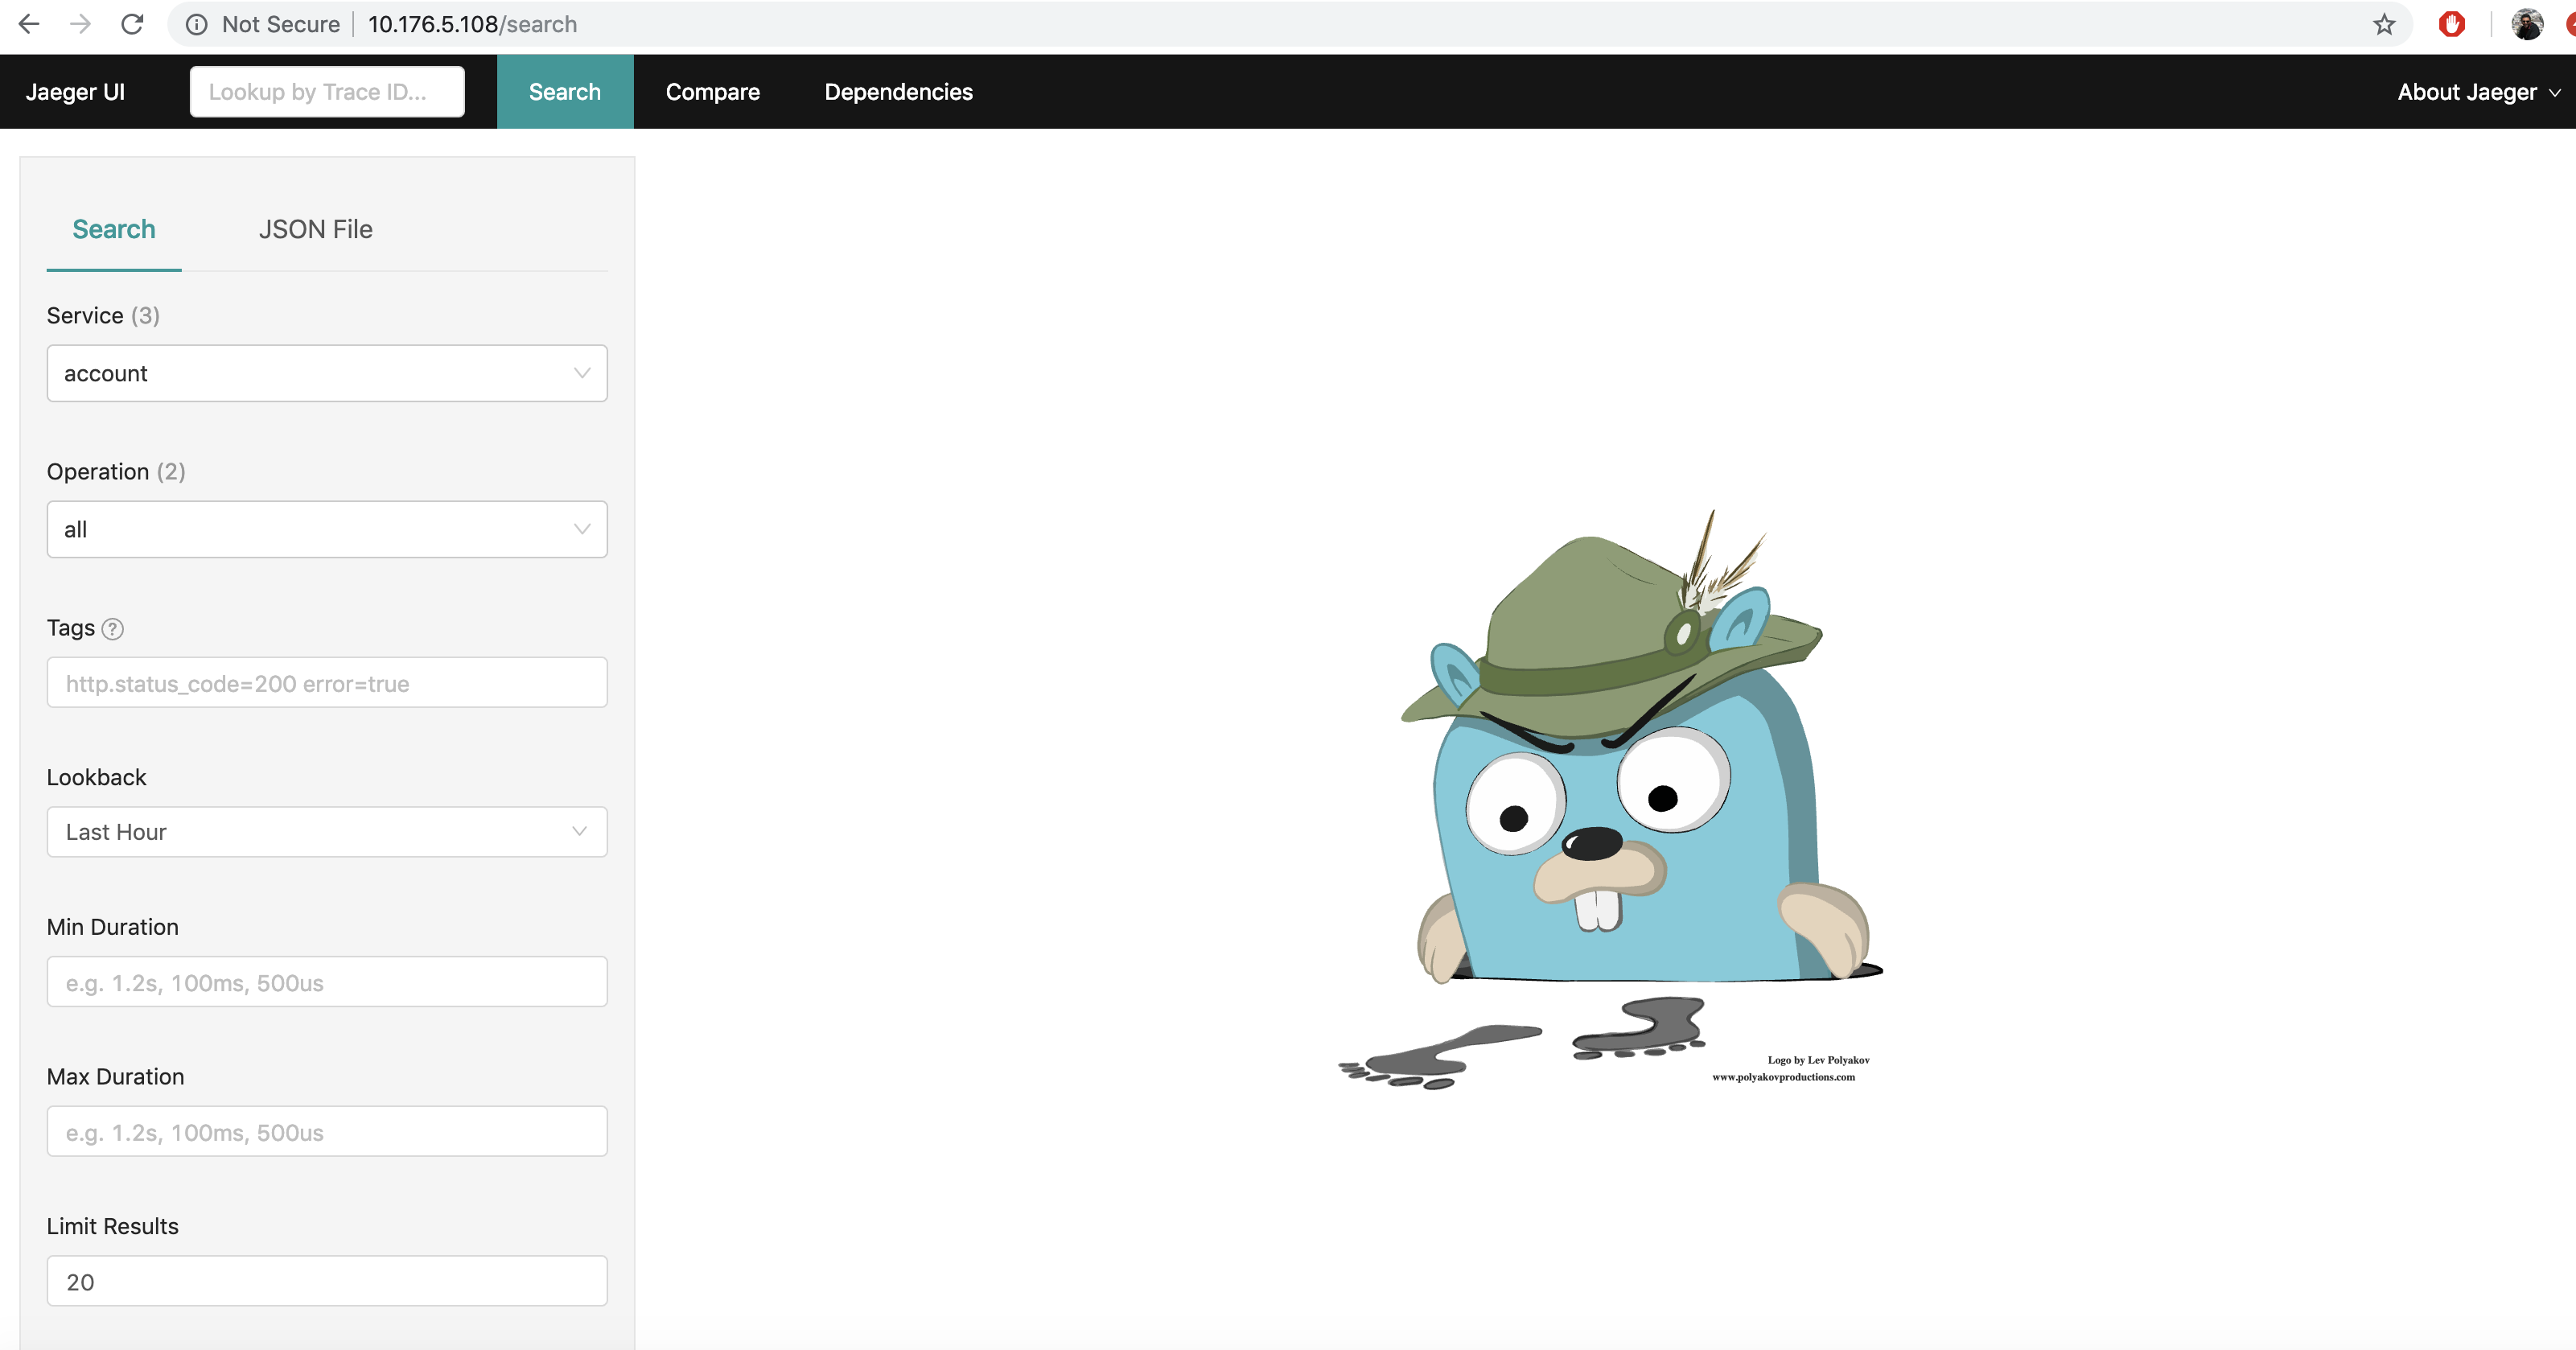 Not Secure 10.176.5.108/search
Jaeger UI Lookup by Trace ID... Search Compare Dependencies About Jaeger
Search JSON File
Service (3)
account
Operation (2)
all
Tags ?
http.status_code=200 error=true
Lookback
Last Hour
Min Duration
e.g. 1.2s, 100ms, 500us
Max Duration
e.g. 1.2s, 100ms, 500us
Limit Results
20
Logo by Lev Polyakov
www.polyakovproductions.com